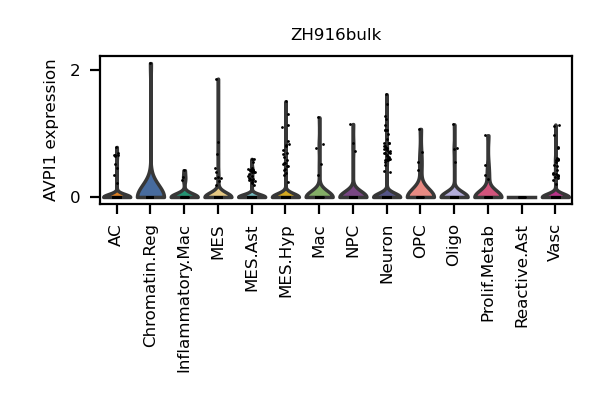 ZH916bulk
AVPI1 expression
2
0
AC
Chromatin.Reg
Inflammatory.Mac
MES
MES.Ast
MES.Hyp
Mac
NPC
Neuron
OPC
Oligo
Prolif.Metab
Reactive.Ast
Vasc